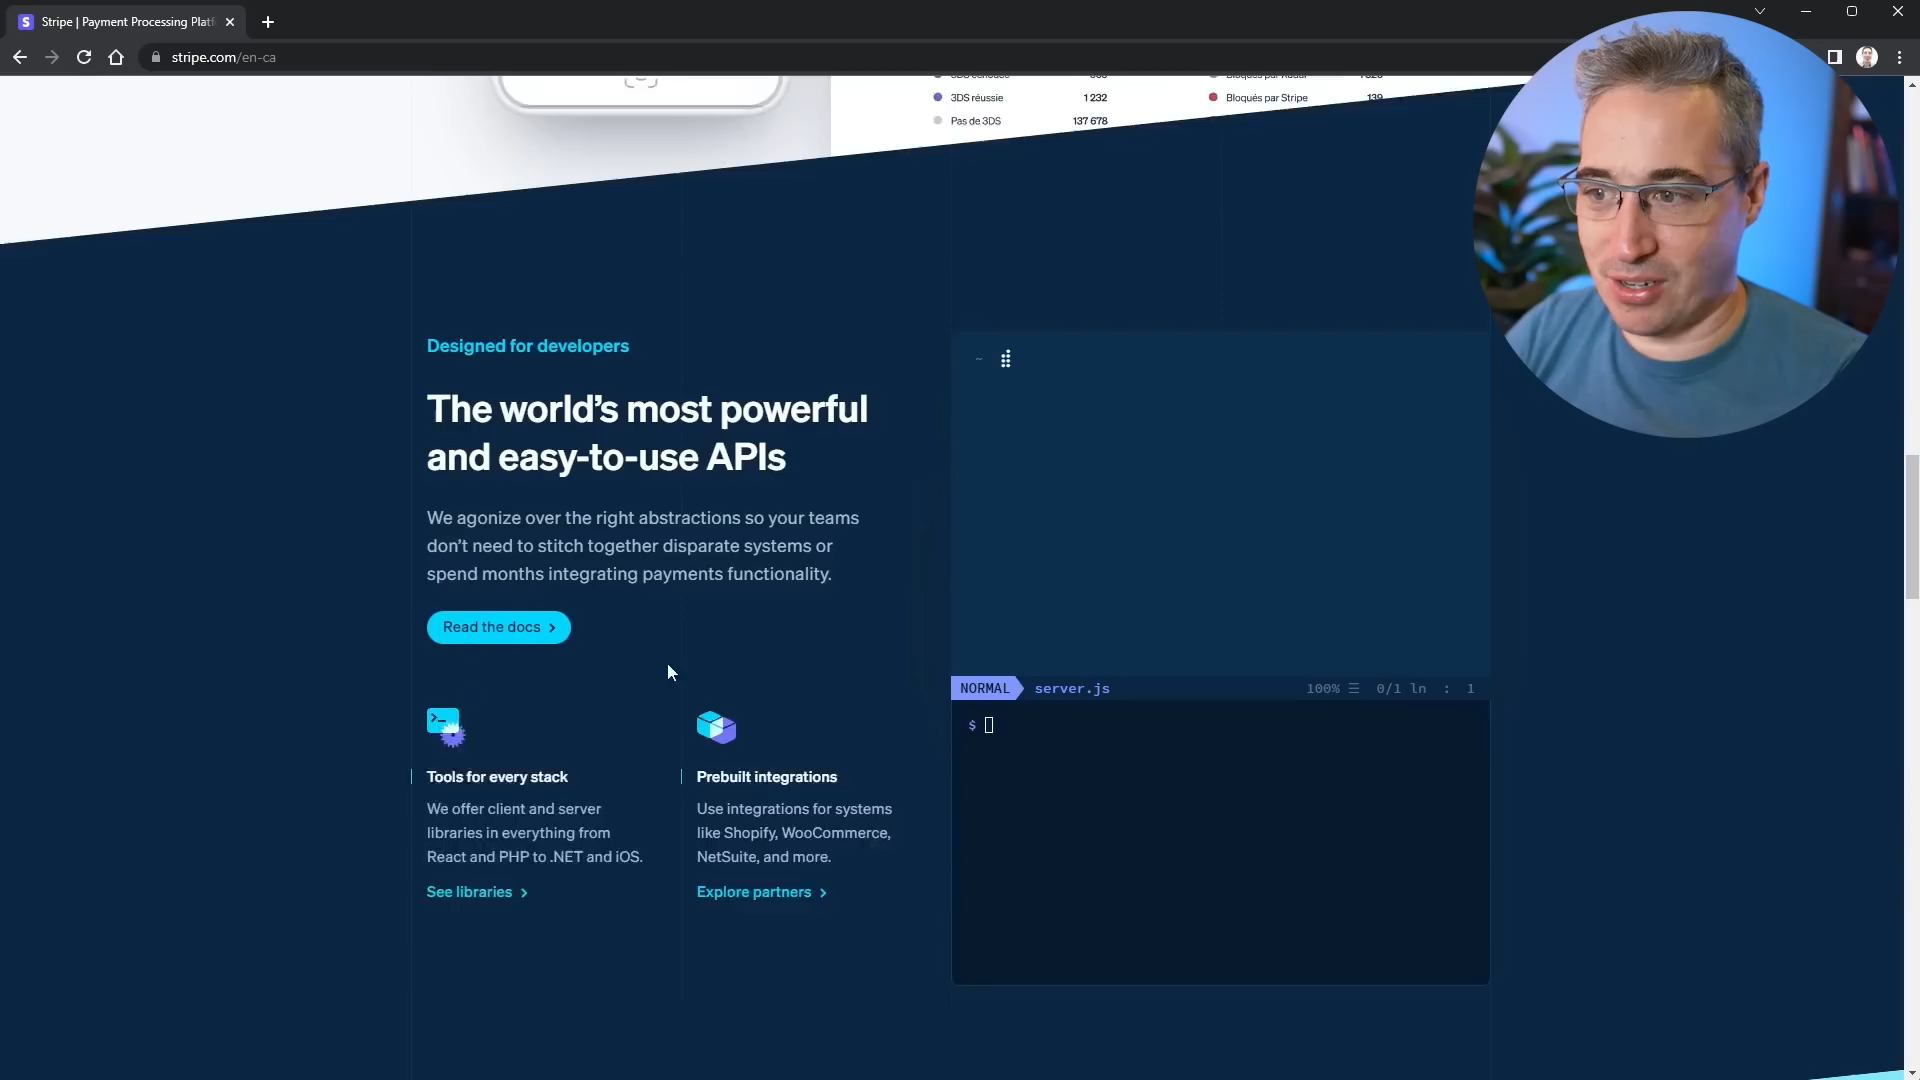 Stripe | Payment Processing Platf
stripe.com/en-ca
3DS réussie 1 232
Bloqués par Stripe 139
Pas de 3DS 137 678
Designed for developers
The world's most powerful
and easy-to-use APIs
We agonize over the right abstractions so your teams
don't need to stitch together disparate systems or
spend months integrating payments functionality.
Read the docs
Tools for every stack
We offer client and server
libraries in everything from
React and PHP to .NET and iOS.
See libraries
Prebuilt integrations
Use integrations for systems
like Shopify, WooCommerce,
NetSuite, and more.
Explore partners
~
NORMAL server.js 100% ☰ 0/1 ln : 1
$